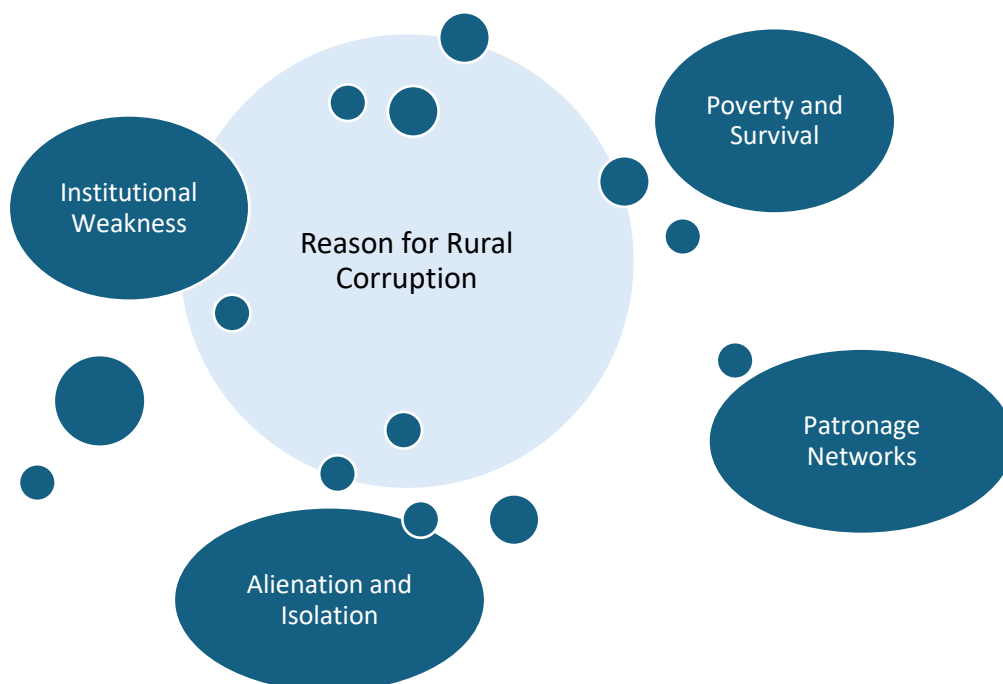 Poverty and
Survival
Institutional
Weakness
Reason for Rural
Corruption
Patronage
Networks
Alienation and
Isolation